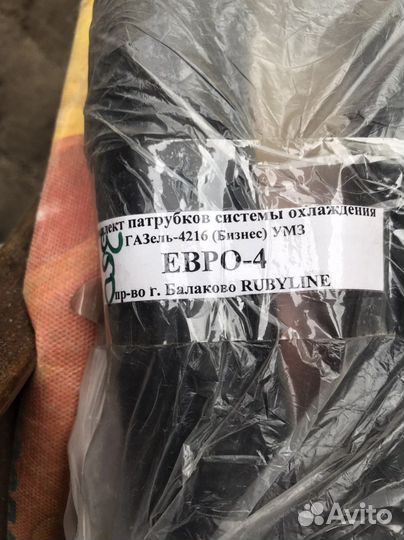 лект патрубков системы охлаждения
ГАЗель-4216 (Бизнес) УМЗ
ЕВРО-4
пр-во г. Балаково RUBYLINE
Avito